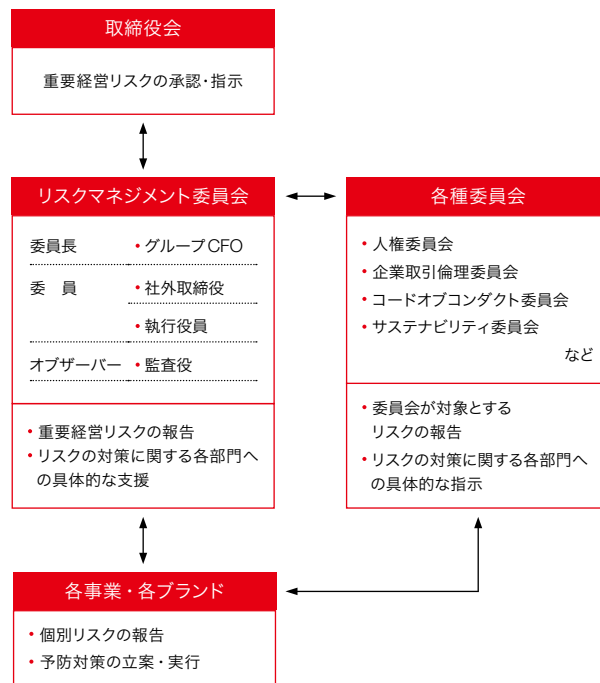 取締役会
重要経営リスクの承認・指示
リスクマネジメント委員会
委員長 • グループCFO
委　員 • 社外取締役
• 執行役員
オブザーバー • 監査役
• 重要経営リスクの報告
• リスクの対策に関する各部門へ
の具体的な支援
各種委員会
• 人権委員会
• 企業取引倫理委員会
• コードオブコンダクト委員会
• サステナビリティ委員会
など
• 委員会が対象とする
リスクの報告
• リスクの対策に関する各部門へ
の具体的な指示
各事業・各ブランド
• 個別リスクの報告
• 予防対策の立案・実行